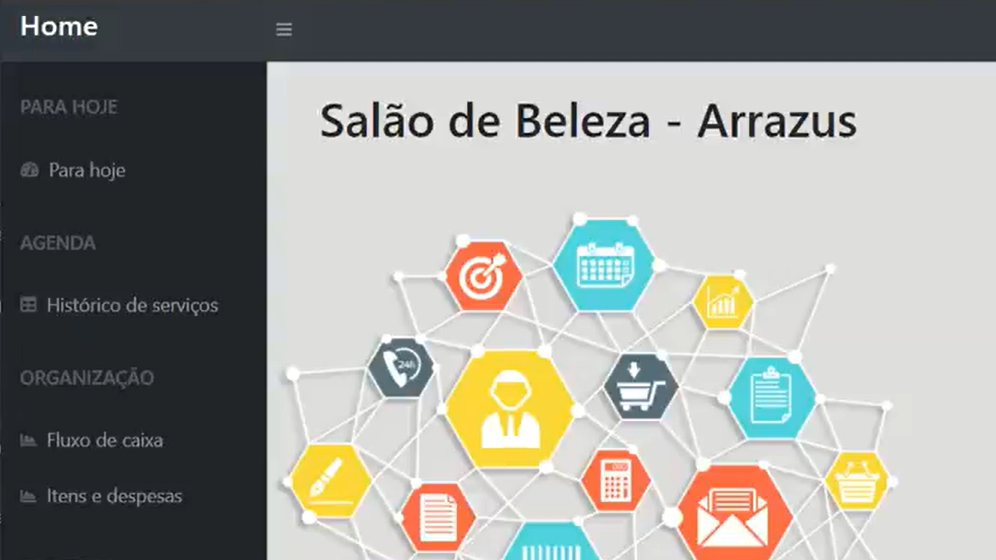 Home
PARA HOJE
Para hoje
AGENDA
Histórico de serviços
ORGANIZAÇÃO
Fluxo de caixa
Itens e despesas
Salão de Beleza - Arrazus
24h